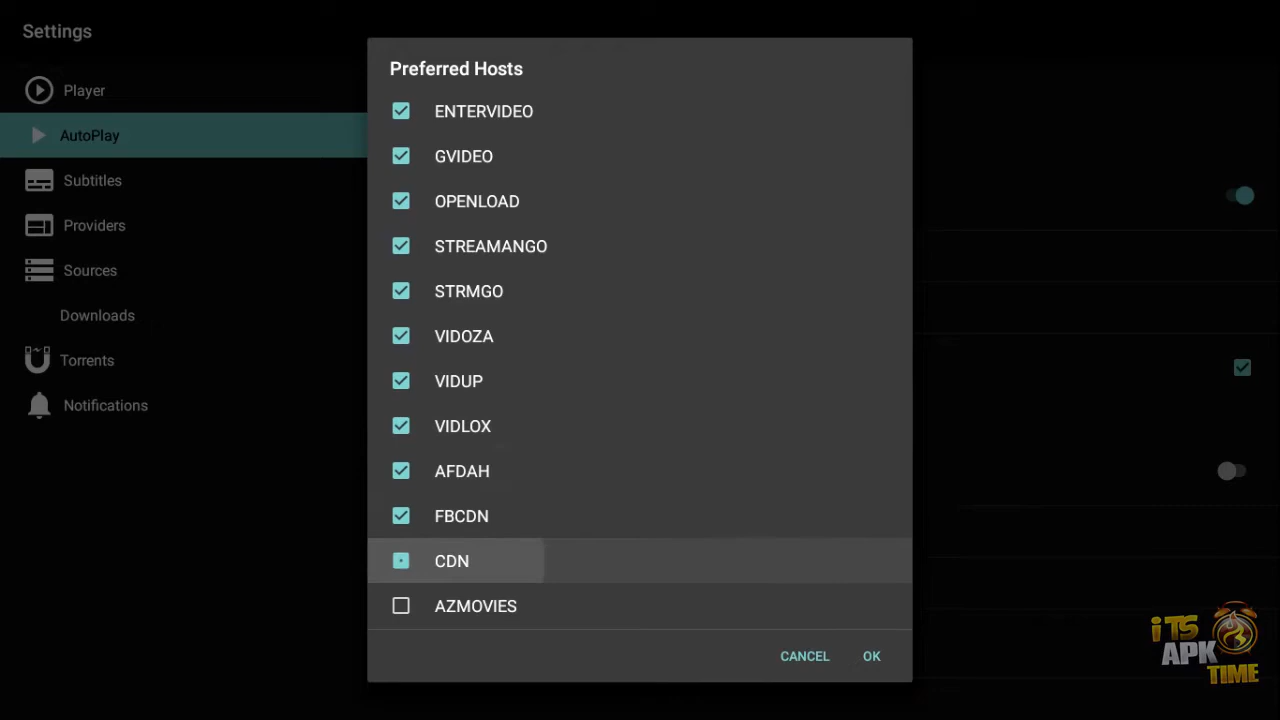 Settings
Player
AutoPlay
Subtitles
Providers
Sources
Downloads
Torrents
Notifications
Preferred Hosts
ENTERVIDEO
GVIDEO
OPENLOAD
STREAMANGO
STRMGO
VIDOZA
VIDUP
VIDLOX
AFDAH
FBCDN
CDN
AZMOVIES
CANCEL OK
iTS
APK
TIME